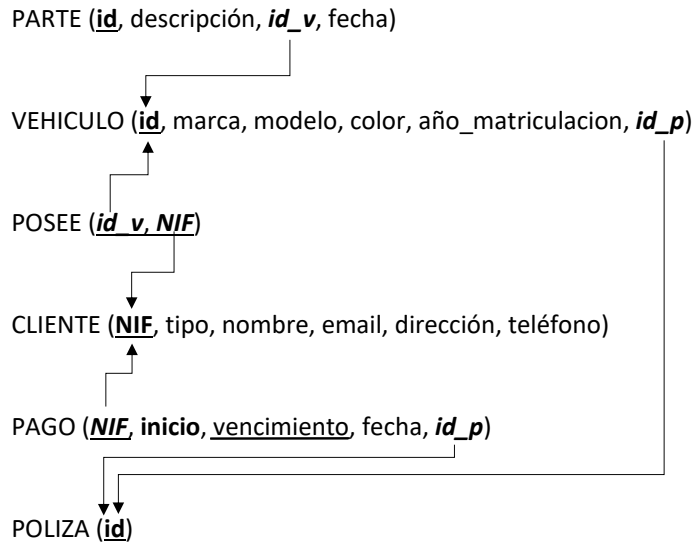 PARTE (id, descripción, id_v, fecha)
VEHICULO (id, marca, modelo, color, año_matriculacion, id_p)
POSEE (id_v, NIF)
CLIENTE (NIF, tipo, nombre, email, dirección, teléfono)
PAGO (NIF, inicio, vencimiento, fecha, id_p)
POLIZA (id)